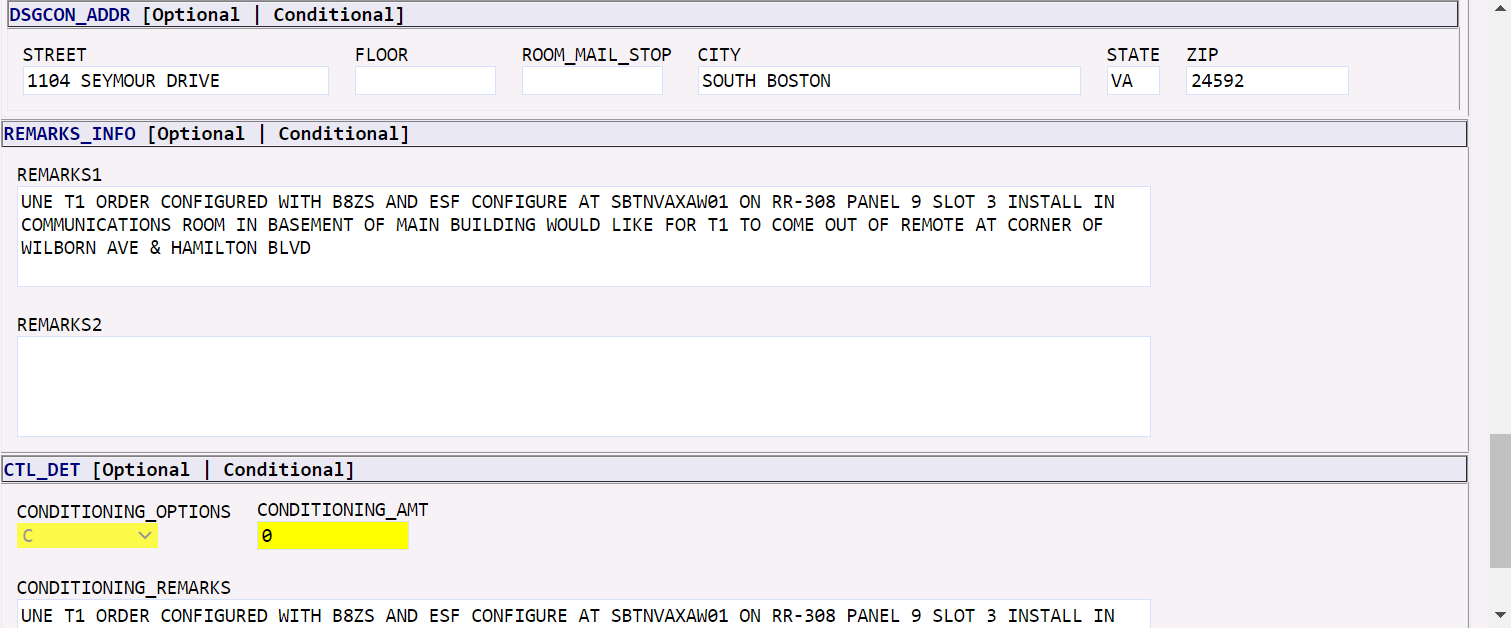 DSGCON_ADDR [Optional | Conditional]
STREET FLOOR ROOM_MAIL_STOP CITY STATE ZIP
1104 SEYMOUR DRIVE SOUTH BOSTON VA 24592
REMARKS_INFO [Optional | Conditional]
REMARKS1
UNE T1 ORDER CONFIGURED WITH B8ZS AND ESF CONFIGURE AT SBTNVAXAW01 ON RR-308 PANEL 9 SLOT 3 INSTALL IN
COMMUNICATIONS ROOM IN BASEMENT OF MAIN BUILDING WOULD LIKE FOR T1 TO COME OUT OF REMOTE AT CORNER OF
WILBORN AVE & HAMILTON BLVD
REMARKS2
CTL_DET [Optional | Conditional]
CONDITIONING_OPTIONS CONDITIONING_AMT
C 0
CONDITIONING_REMARKS
UNE T1 ORDER CONFIGURED WITH B8ZS AND ESF CONFIGURE AT SBTNVAXAW01 ON RR-308 PANEL 9 SLOT 3 INSTALL IN